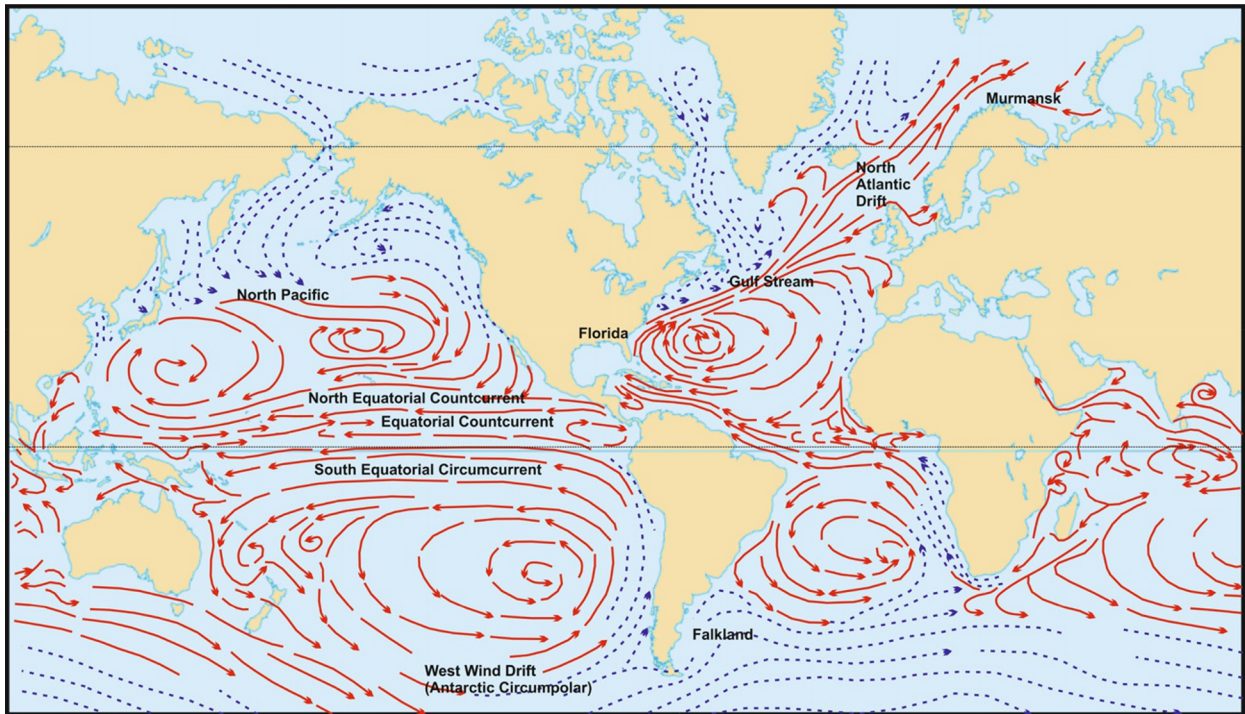 Murmansk
North
Atlantic
Drift
Gulf Stream
North Pacific
Florida
North Equatorial Countcurrent
Equatorial Countcurrent
South Equatorial Circumcurrent
Falkland
West Wind Drift
(Antarctic Circumpolar)